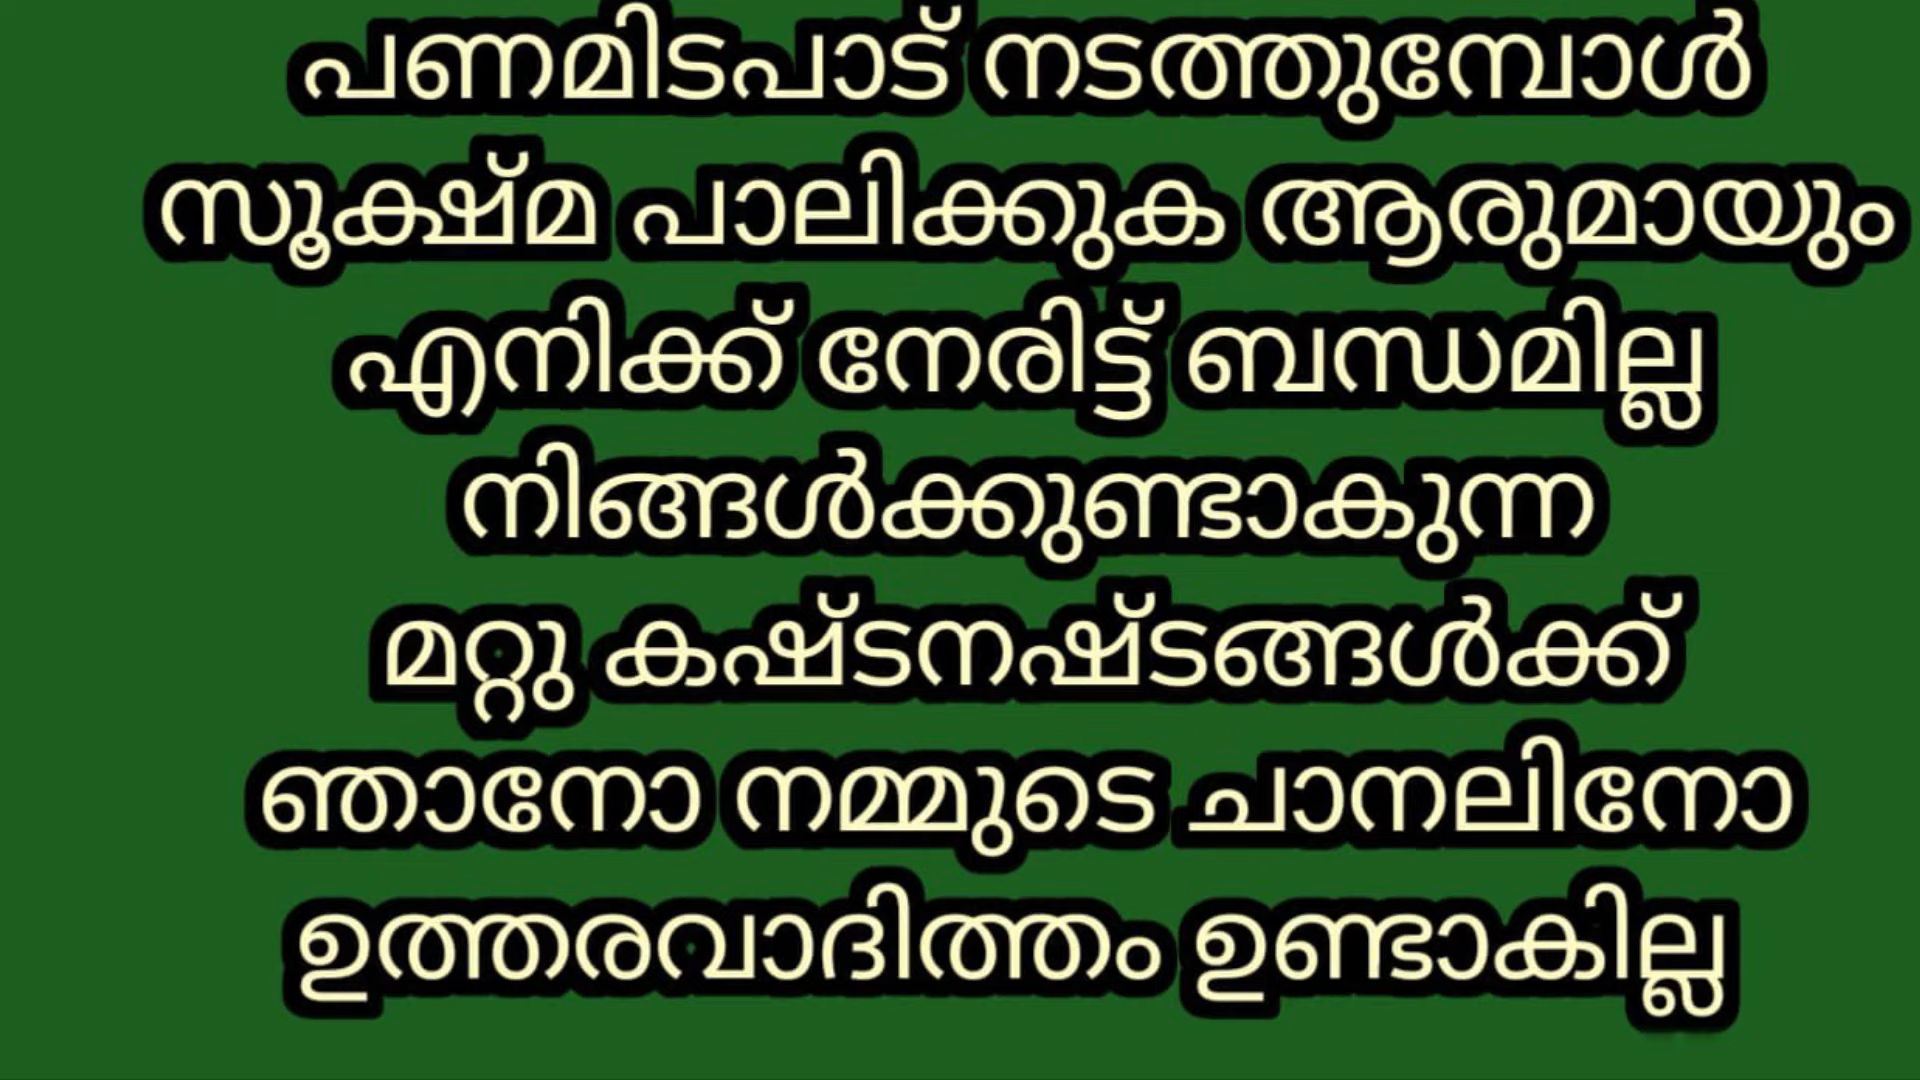 പണമിടപാട് നടത്തുമ്പോൾ
സൂക്ഷ്മ പാലിക്കുക ആരുമായും
എനിക്ക് നേരിട്ട് ബന്ധമില്ല
നിങ്ങൾക്കുണ്ടാകുന്ന
മറ്റു കഷ്ടനഷ്ടങ്ങൾക്ക്
ഞാനോ നമ്മുടെ ചാനലിനോ
ഉത്തരവാദിത്തം ഉണ്ടാകില്ല